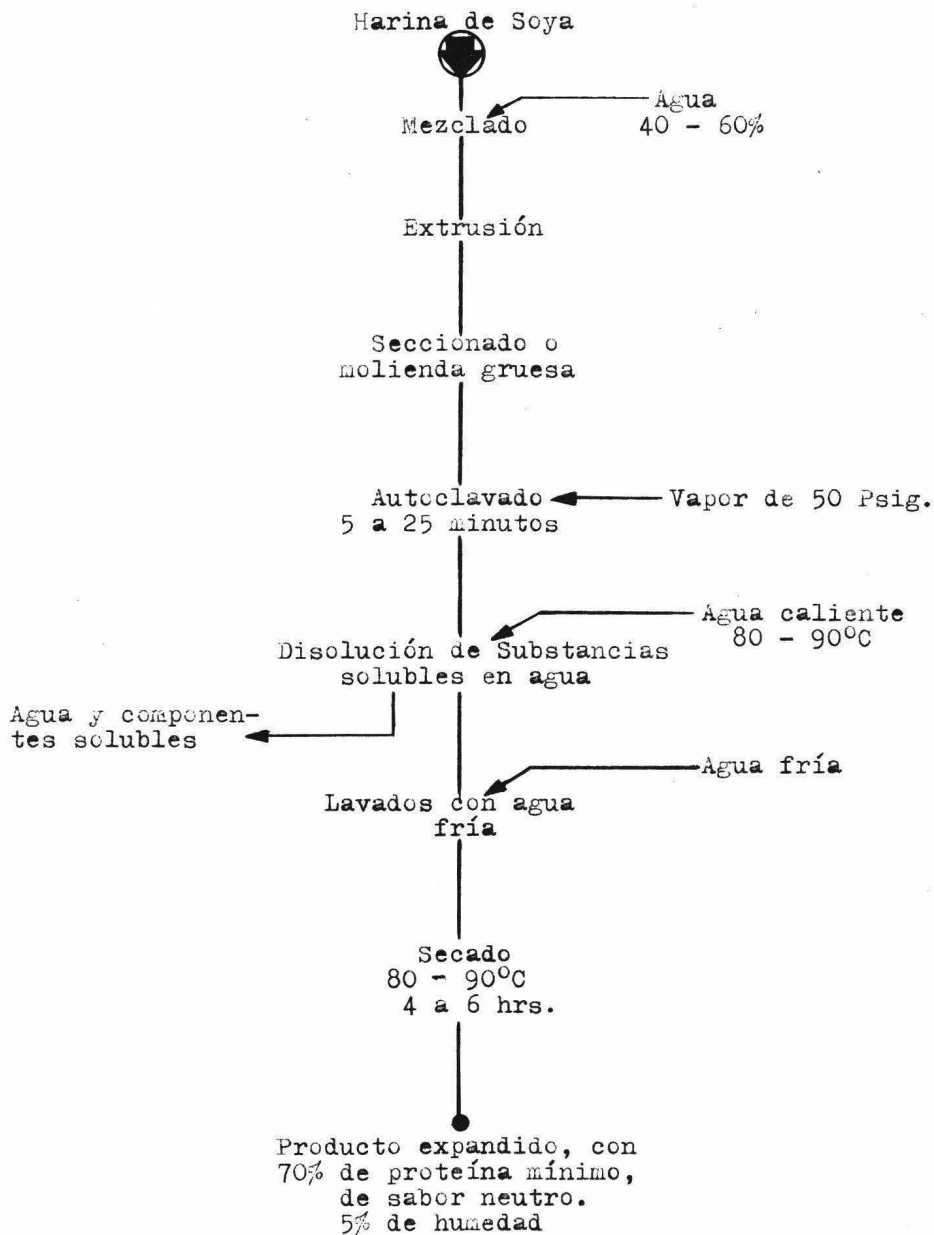 Harina de Soya
Mezclado
Agua
40 - 60%
Extrusión
Seccionado o
molienda gruesa
Autoclavado
5 a 25 minutos
Vapor de 50 Psig.
Agua caliente
80 - 90ºC
Disolución de Substancias
solubles en agua
Agua y componen-
tes solubles
Agua fría
Lavados con agua
fría
Secado
80 - 90ºC
4 a 6 hrs.
Producto expandido, con
70% de proteína mínimo,
de sabor neutro.
5% de humedad